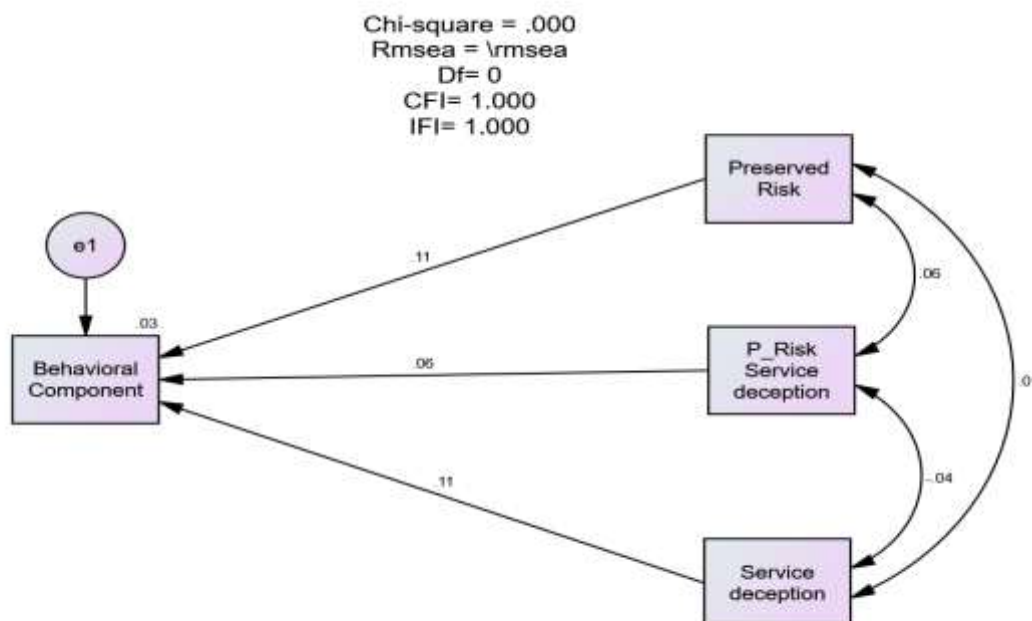 Chi-square = .000
Rmsea = \rmsea
Df= 0
CFI= 1.000
IFI= 1.000
Preserved
Risk
e1
.11
.06
.03
Behavioral
Component
.06
P_Risk
Service
deception
.0
-.04
.11
Service
deception